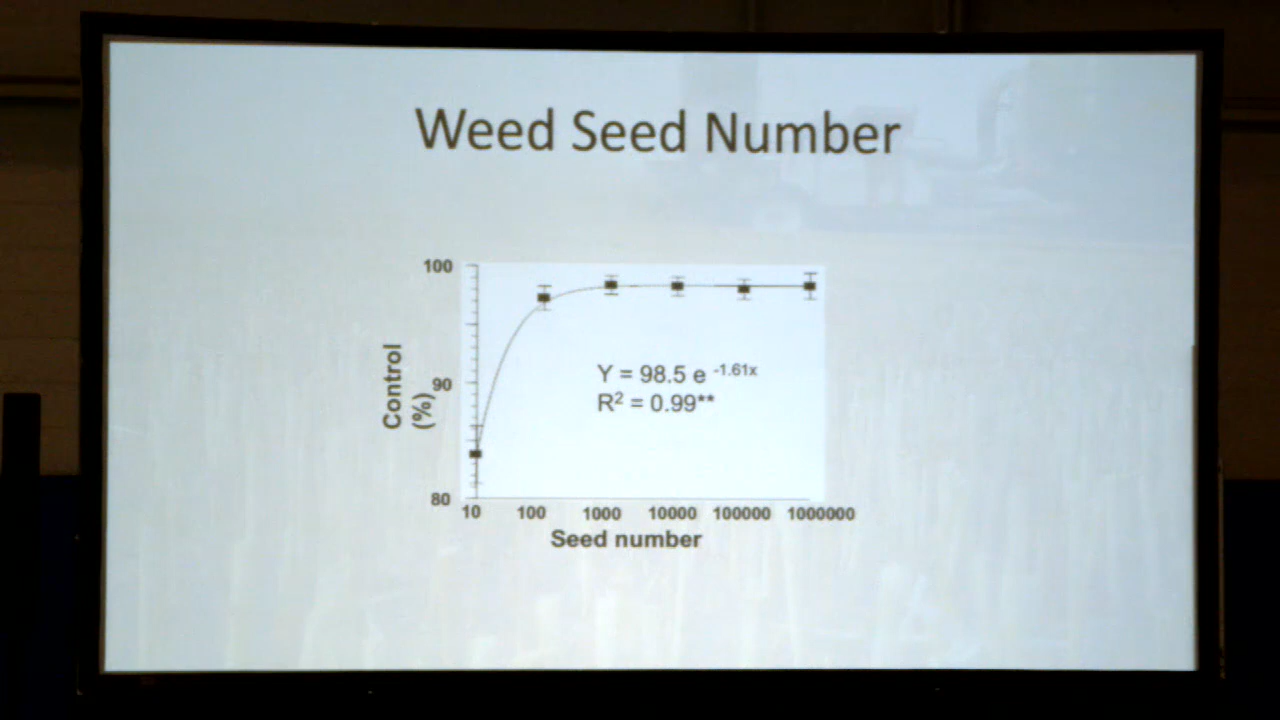 Weed Seed Number
100
90
80
Control
(%)
Y = 98.5 e -1.61x
R2 = 0.99**
10 100 1000 10000 100000 1000000
Seed number